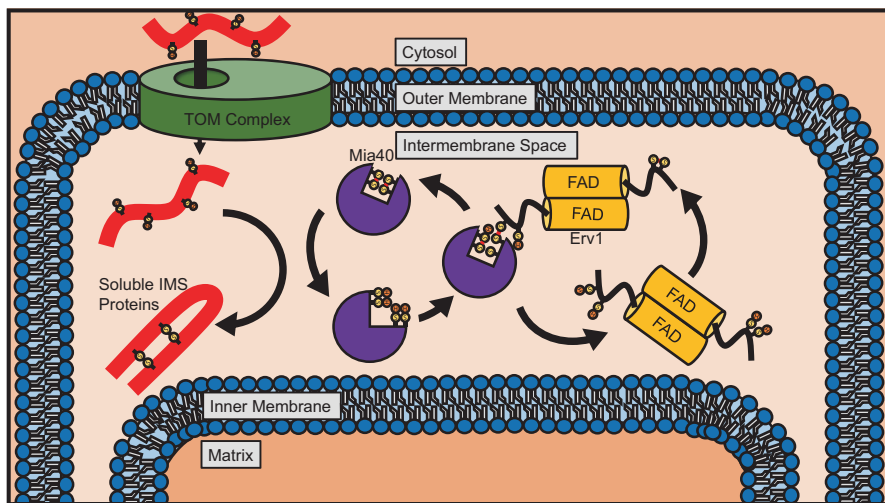 Cytosol
Outer Membrane
TOM Complex
Intermembrane Space
Mia40
FAD
FAD
Erv1
Soluble IMS
Proteins
FAD
FAD
Inner Membrane
Matrix